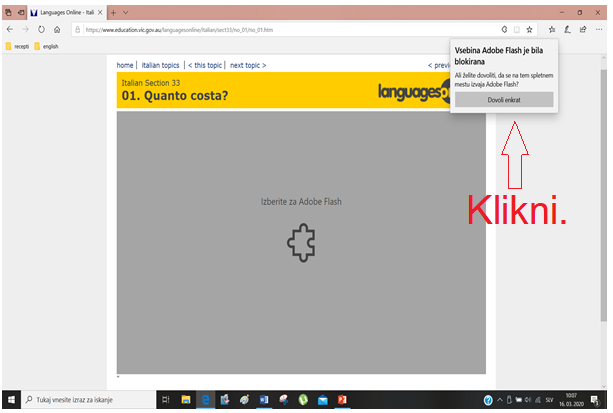 Languages Online - Itali
https://www.education.vic.gov.au/languagesonline/italian/sect33/no_01/no_01.htm
recepti
english
home | italian topics | < this topic | next topic >
< previ
Italian Section 33
01. Quanto costa?
languages
Vsebina Adobe Flash je bila
blokirana
Ali želite dovoliti, da se na tem spletnem
mestu izvaja Adobe Flash?
Dovoli enkrat
Klikni.
Izberite za Adobe Flash
Tukaj vnesite izraz za iskanje
SLV
10:07
16. 03. 2020